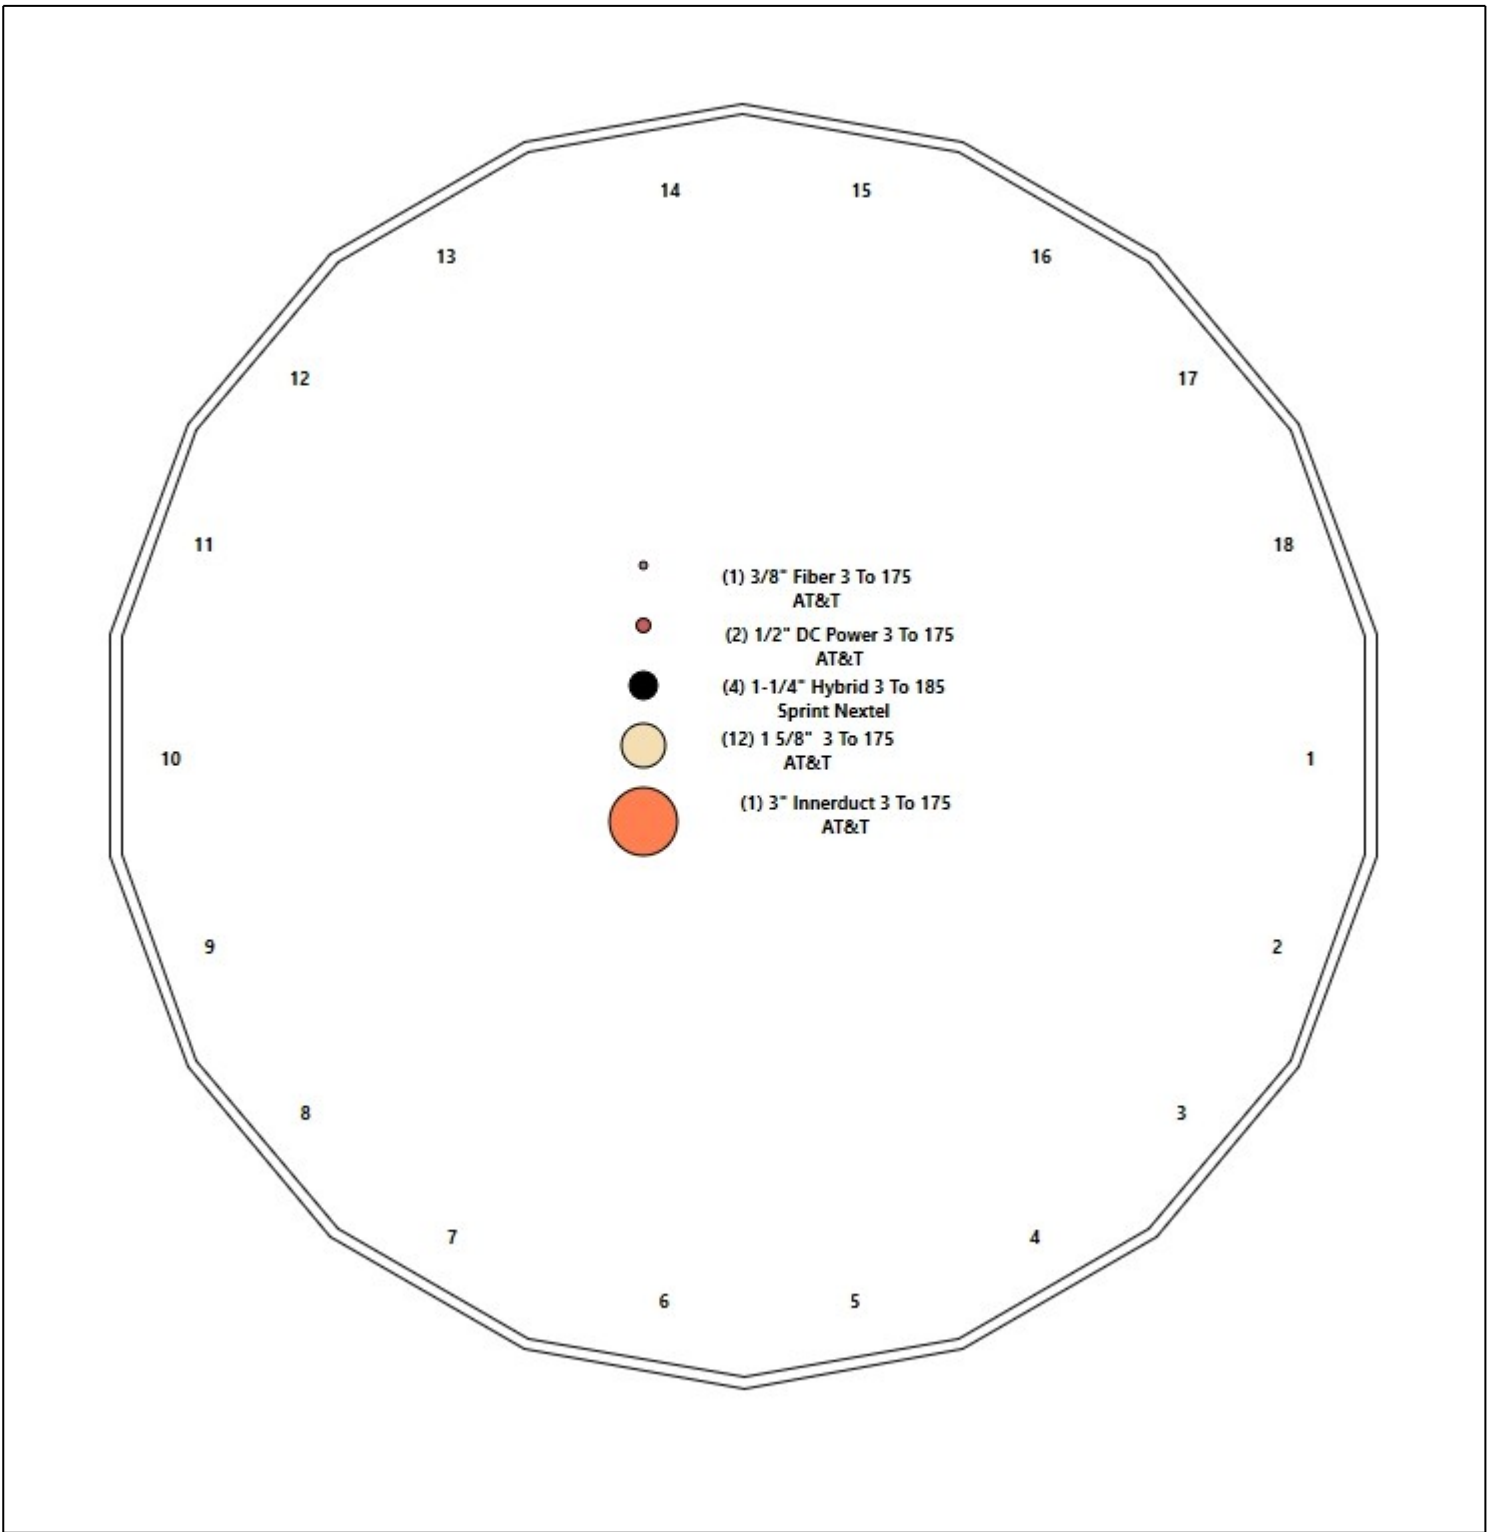 14
15
13
16
12
17
11
18
(1) 3/8" Fiber 3 To 175
AT&T
(2) 1/2" DC Power 3 To 175
AT&T
(4) 1-1/4" Hybrid 3 To 185
Sprint Nextel
(12) 1 5/8"  3 To 175
AT&T
10
1
(1) 3" Innerduct 3 To 175
AT&T
9
2
8
3
7
4
6
5